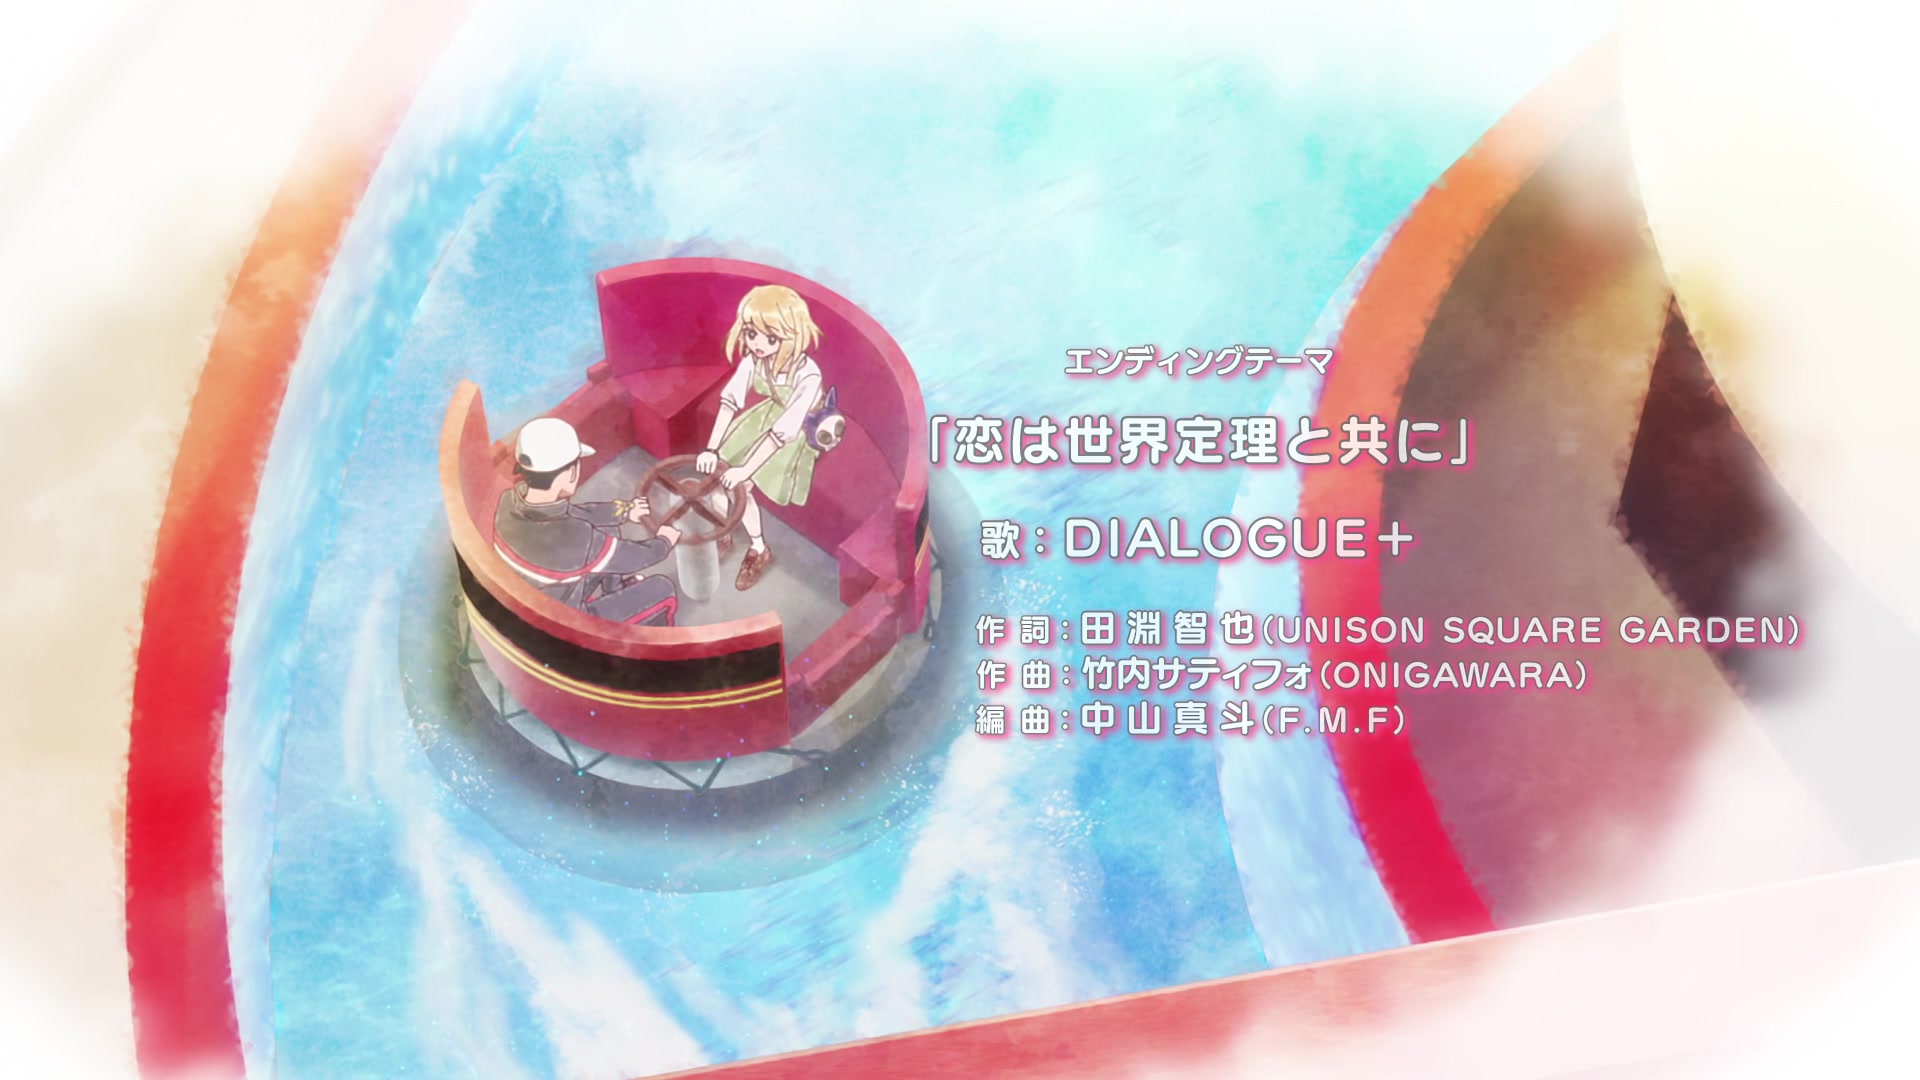 エンディングテーマ
「恋は世界定理と共に」
歌：DIALOGUE＋
作詞：田淵智也(UNISON SQUARE GARDEN)
作曲：竹内サティフォ(ONIGAWARA)
編曲：中山真斗(F.M.F)